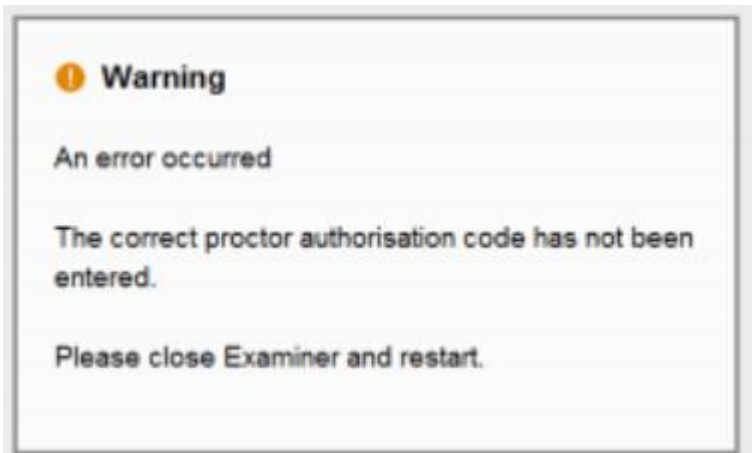 Warning
An error occurred
The correct proctor authorisation code has not been
entered.
Please close Examiner and restart.